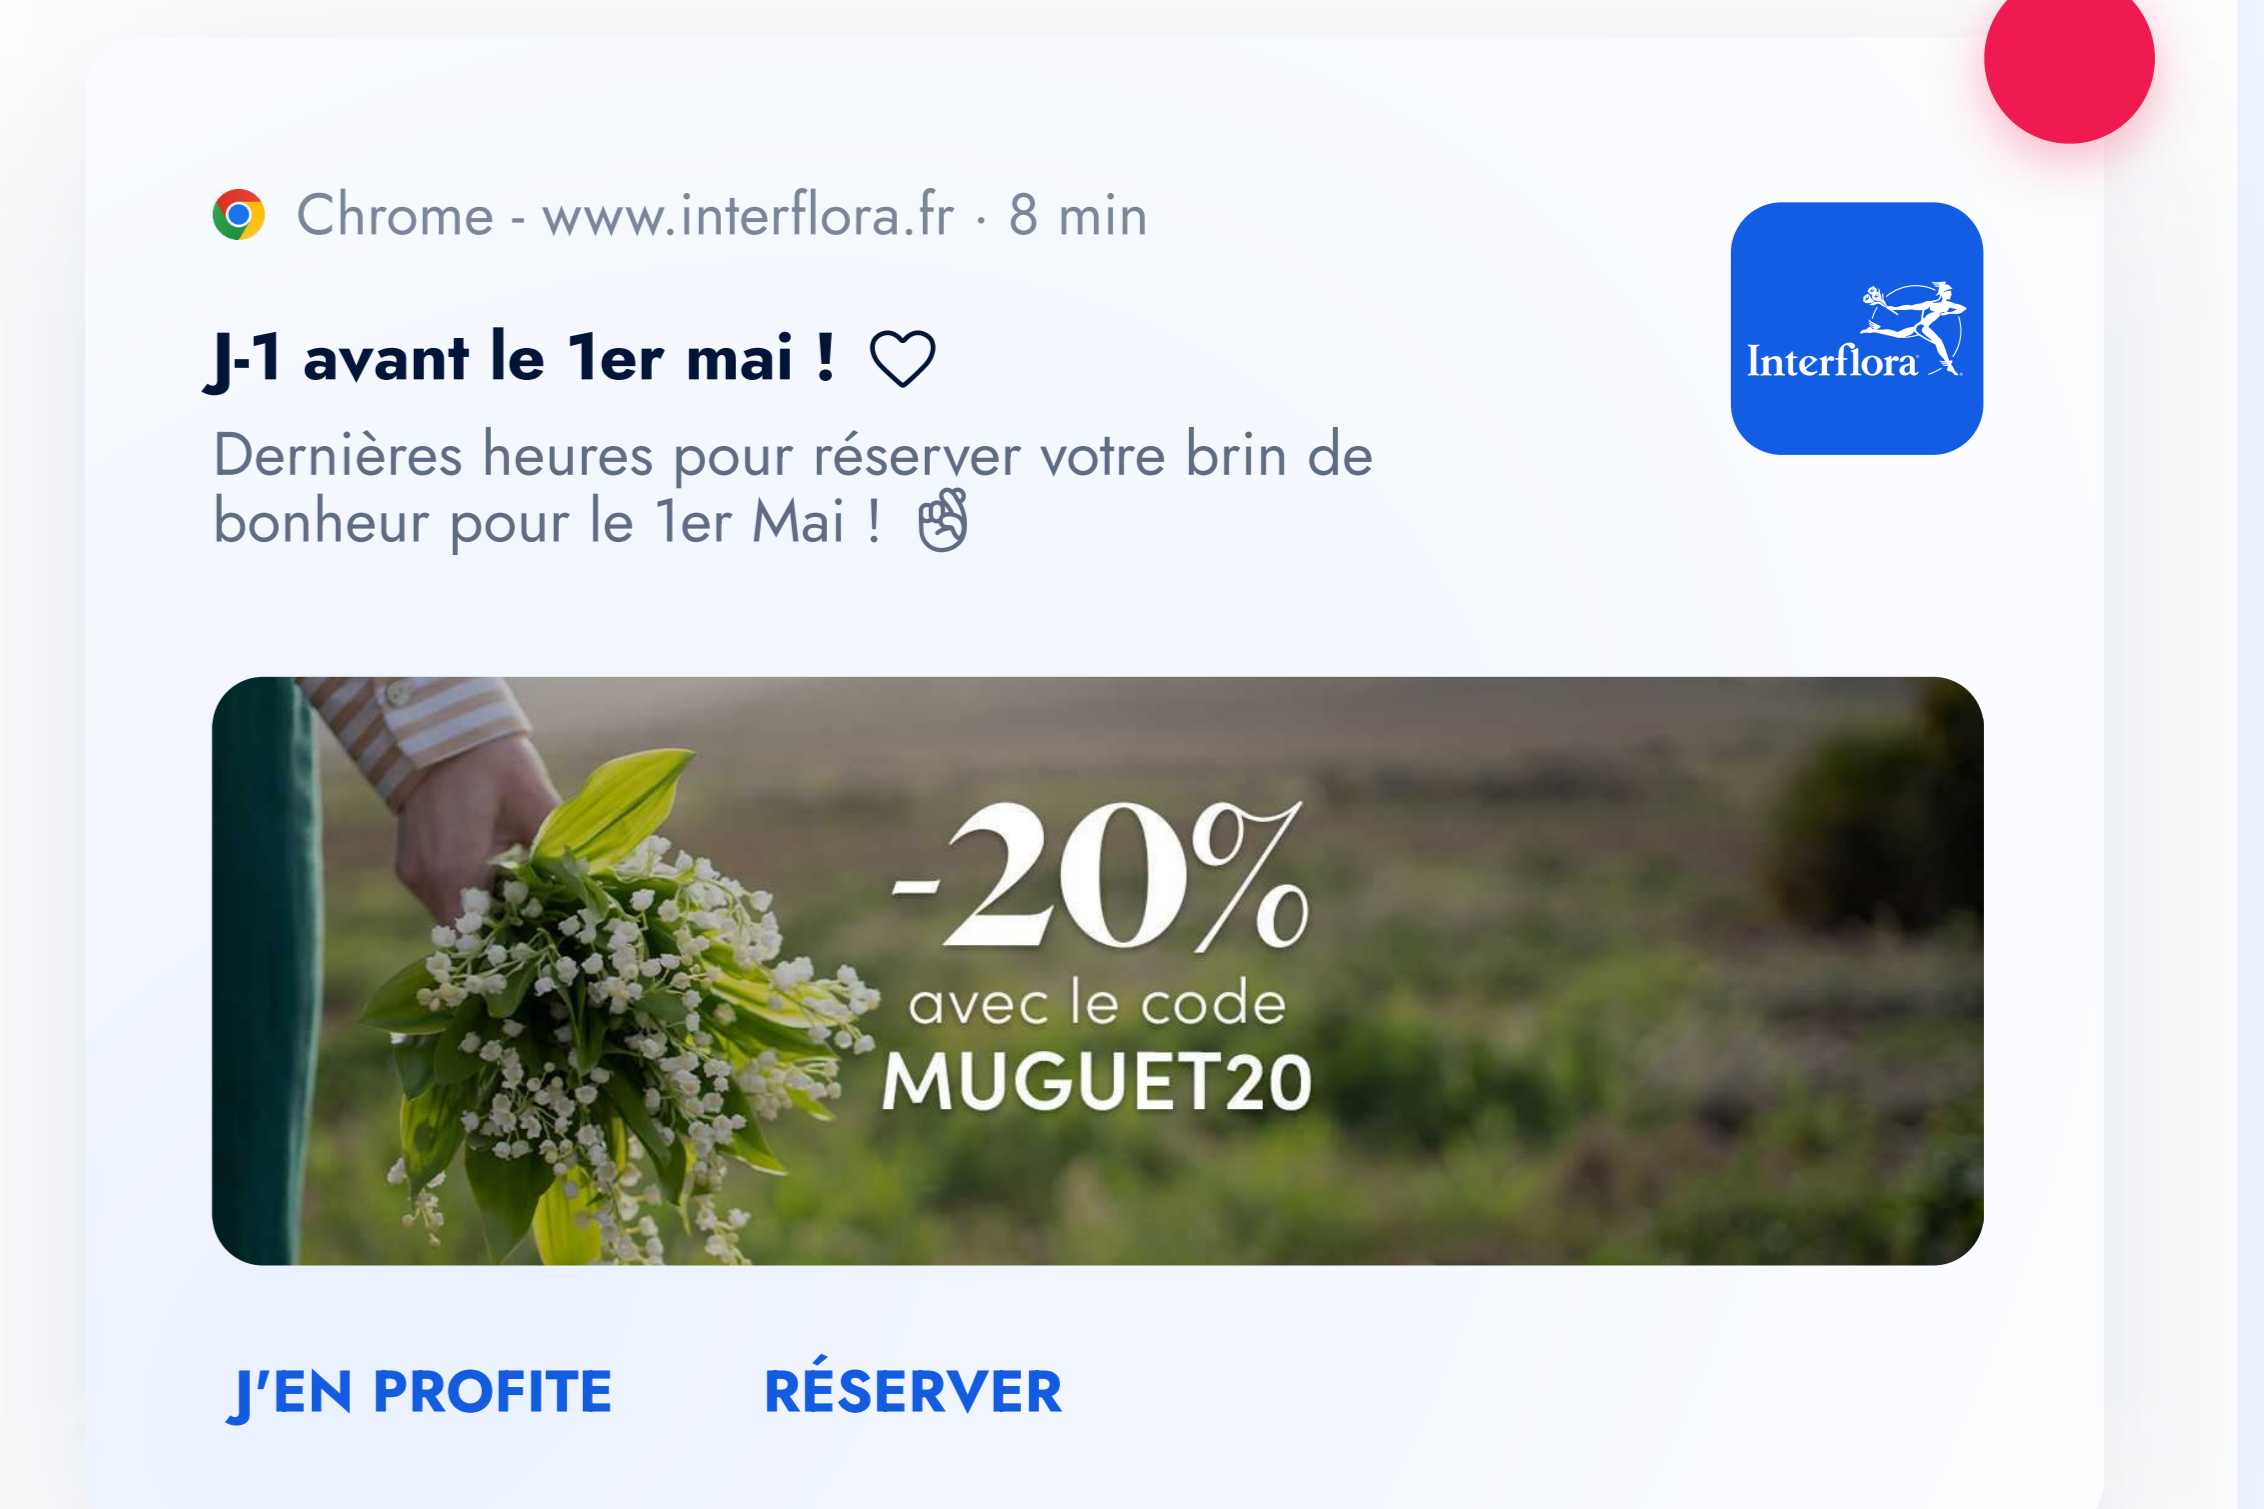 Chrome - www.interflora.fr · 8 min
J-1 avant le 1er mai ! ♡
Interflora
Dernières heures pour réserver votre brin de
bonheur pour le 1er Mai ! 🤞
-20%
avec le code
MUGUET20
J'EN PROFITE
RÉSERVER